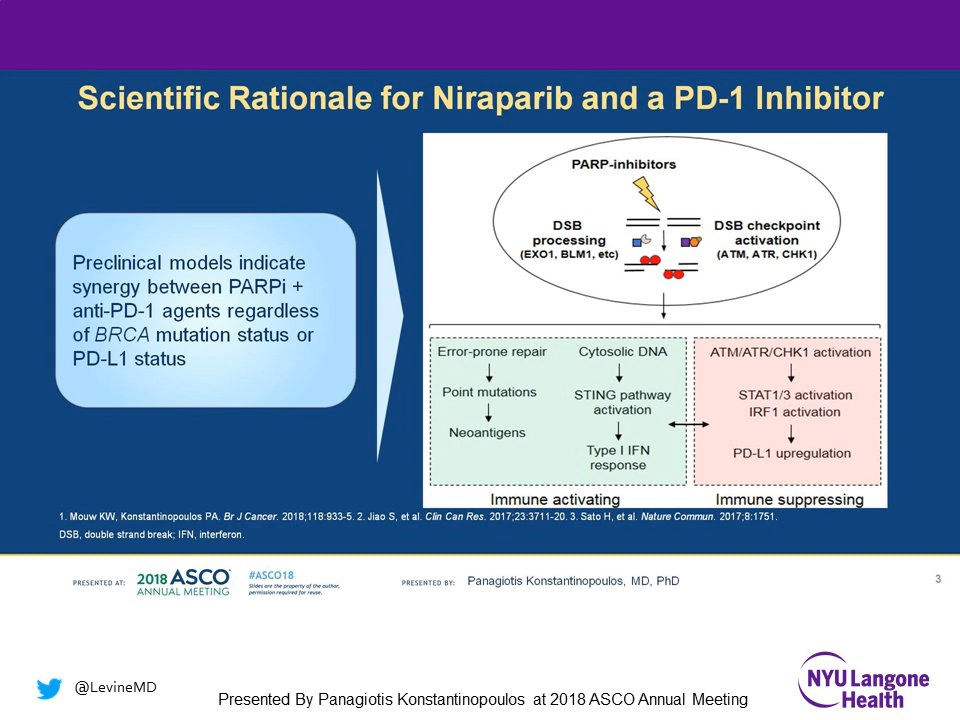 Scientific Rationale for Niraparib and a PD-1 Inhibitor
Preclinical models indicate
synergy between PARPi +
anti-PD-1 agents regardless
of BRCA mutation status or
PD-L1 status
PARP-inhibitors
DSB
processing
(EXO1, BLM1, etc)
DSB checkpoint
activation
(ATM, ATR, CHK1)
Error-prone repair
Point mutations
Neoantigens
Cytosolic DNA
STING pathway
activation
Type I IFN
response
Immune activating
ATM/ATR/CHK1 activation
STAT1/3 activation
IRF1 activation
PD-L1 upregulation
Immune suppressing
1. Mouw KW, Konstantinopoulos PA. Br J Cancer. 2018;118:933-5. 2. Jiao S, et al. Clin Can Res. 2017;23:3711-20. 3. Sato H, et al. Nature Commun. 2017;8:1751.
DSB, double strand break; IFN, interferon.
PRESENTED AT:
2018 ASCO®
ANNUAL MEETING
#ASCO18
Slides are the property of the author,
permission required for reuse.
PRESENTED BY:
Panagiotis Konstantinopoulos, MD, PhD
3
@LevineMD
Presented By Panagiotis Konstantinopoulos at 2018 ASCO Annual Meeting
NYU Langone
Health